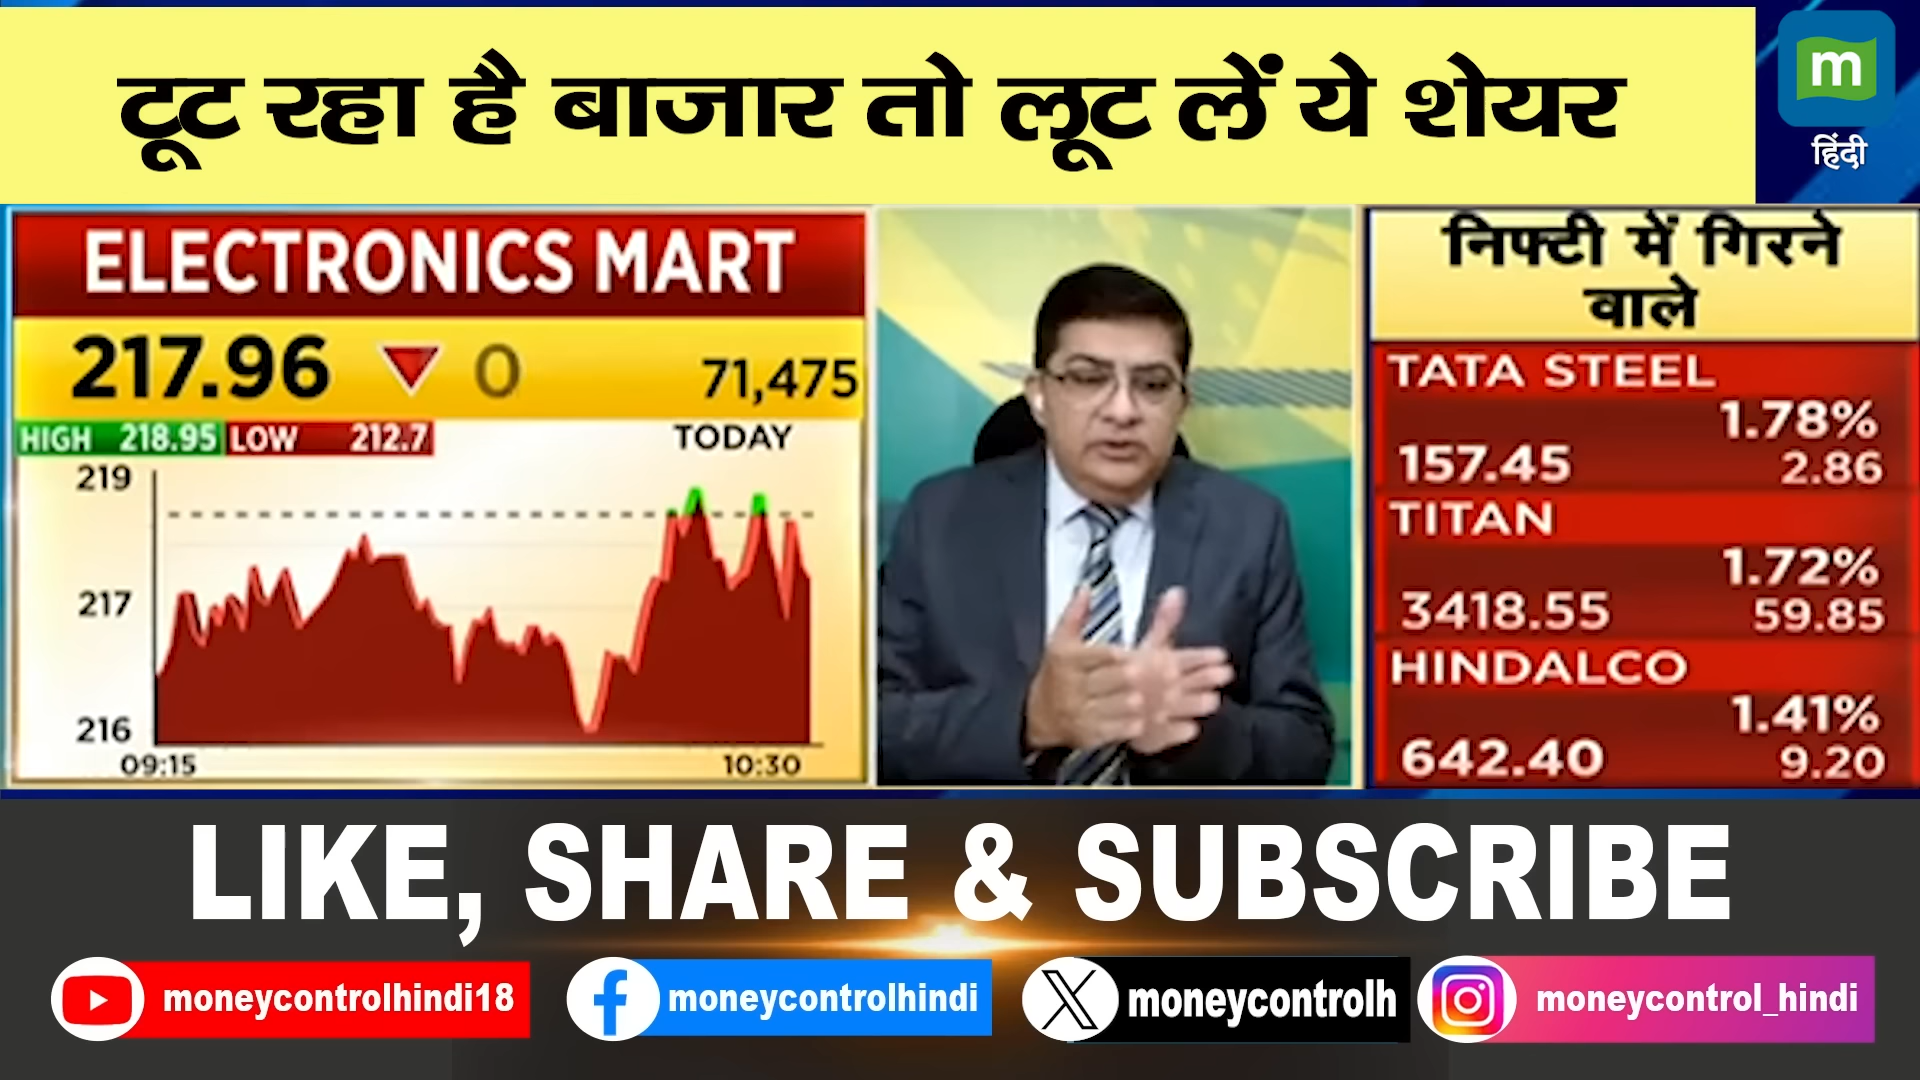 टूट रहा है बाजार तो लूट लें ये शेयर
m
हिंदी
ELECTRONICS MART
217.96 0 71,475
HIGH 218.95 LOW 212.7 TODAY
219
217
216
09:15 10:30
निफ्टी में गिरने
वाले
TATA STEEL
1.78%
157.45 2.86
TITAN
1.72%
3418.55 59.85
HINDALCO
1.41%
642.40 9.20
LIKE, SHARE & SUBSCRIBE
moneycontrolhindi18 moneycontrolhindi moneycontrolh moneycontrol_hindi